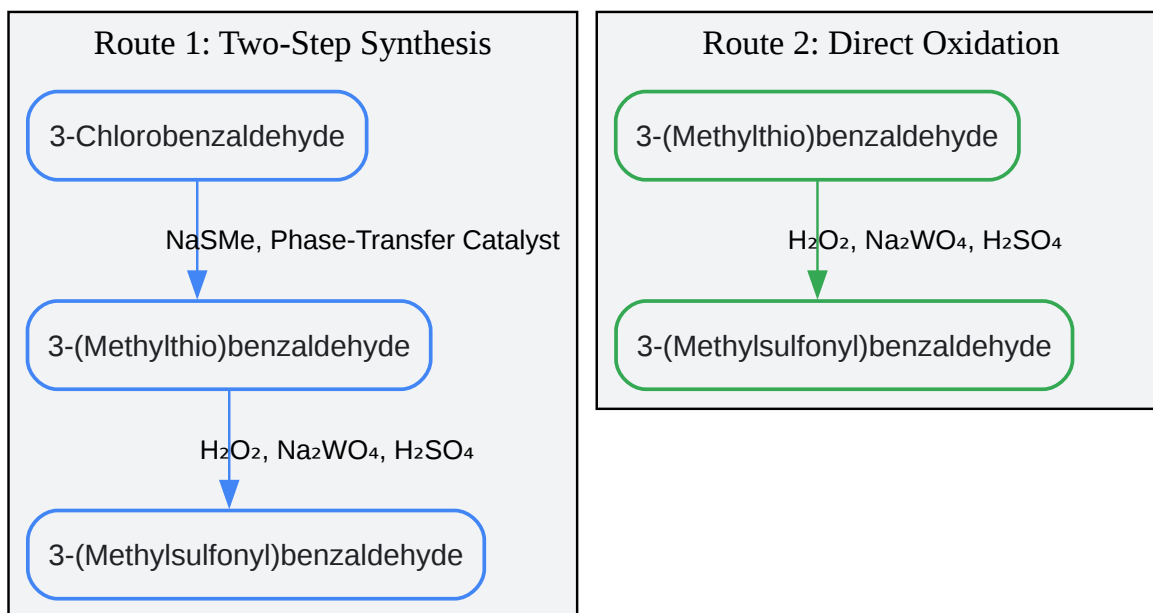 Route 1: Two-Step Synthesis
3-Chlorobenzaldehyde
NaSMe, Phase-Transfer Catalyst
3-(Methylthio)benzaldehyde
H₂O₂, Na₂WO₄, H₂SO₄
3-(Methylsulfonyl)benzaldehyde
Route 2: Direct Oxidation
3-(Methylthio)benzaldehyde
H₂O₂, Na₂WO₄, H₂SO₄
3-(Methylsulfonyl)benzaldehyde